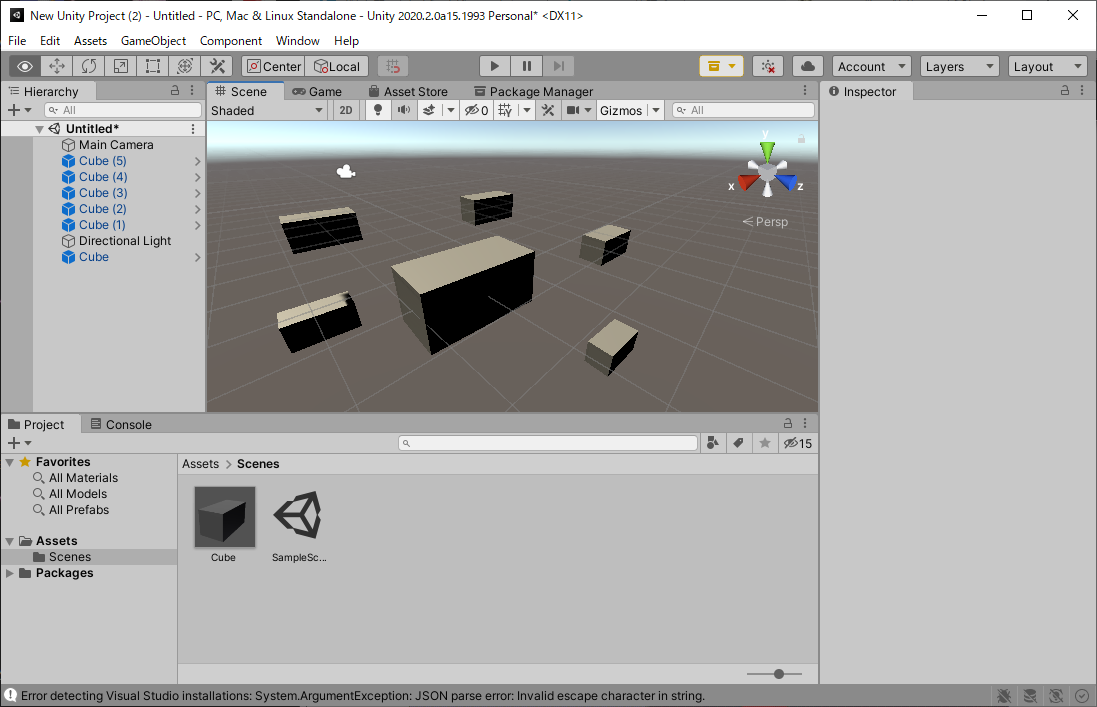 New Unity Project (2) - Untitled - PC, Mac & Linux Standalone - Unity 2020.2.0a15.1993 Personal* <DX11>
File Edit Assets GameObject Component Window Help
Center Local Account Layers Layout
Hierarchy Scene Game Asset Store Package Manager Inspector
All Shaded 2D 0 Gizmos All
Untitled*
Main Camera
Cube (5)
Cube (4)
Cube (3)
Cube (2)
Cube (1)
Directional Light
Cube
y
x z
Persp
Project Console
15
Favorites
All Materials
All Models
All Prefabs
Assets
Scenes
Packages
Assets > Scenes
Cube SampleSc...
Error detecting Visual Studio installations: System.ArgumentException: JSON parse error: Invalid escape character in string.